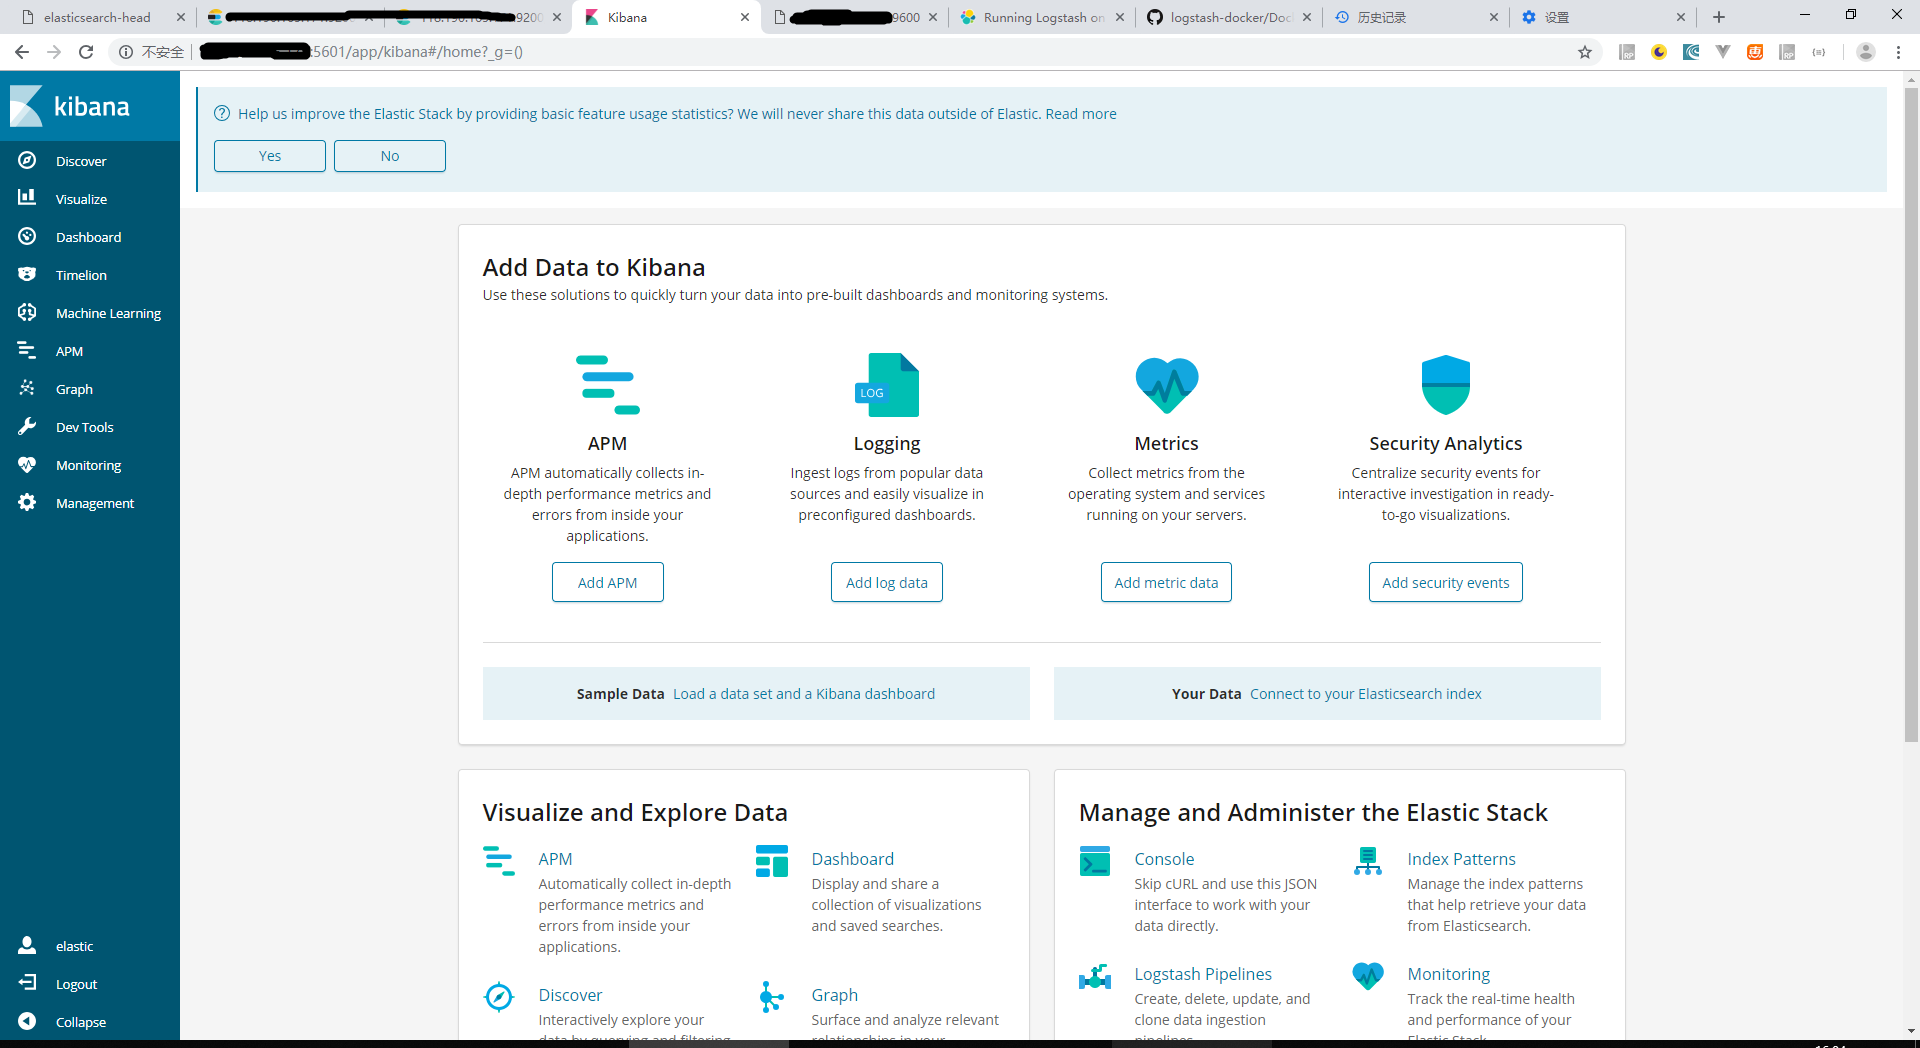 elasticsearch-head
9200
Kibana
9600
Running Logstash on
logstash-docker/Doc
历史记录
设置
不安全
:5601/app/kibana#/home?_g=()
kibana
Discover
Visualize
Dashboard
Timelion
Machine Learning
APM
Graph
Dev Tools
Monitoring
Management
elastic
Logout
Collapse
Help us improve the Elastic Stack by providing basic feature usage statistics? We will never share this data outside of Elastic. Read more
Yes
No
Add Data to Kibana
Use these solutions to quickly turn your data into pre-built dashboards and monitoring systems.
LOG
APM
APM automatically collects in-
depth performance metrics and
errors from inside your
applications.
Add APM
Logging
Ingest logs from popular data
sources and easily visualize in
preconfigured dashboards.
Add log data
Metrics
Collect metrics from the
operating system and services
running on your servers.
Add metric data
Security Analytics
Centralize security events for
interactive investigation in ready-
to-go visualizations.
Add security events
Sample Data Load a data set and a Kibana dashboard
Your Data Connect to your Elasticsearch index
Visualize and Explore Data
APM
Automatically collect in-depth
performance metrics and
errors from inside your
applications.
Dashboard
Display and share a
collection of visualizations
and saved searches.
Discover
Interactively explore your
data by querying and filtering
Graph
Surface and analyze relevant
relationships in your
Manage and Administer the Elastic Stack
Console
Skip cURL and use this JSON
interface to work with your
data directly.
Index Patterns
Manage the index patterns
that help retrieve your data
from Elasticsearch.
Logstash Pipelines
Create, delete, update, and
clone data ingestion
pipelines
Monitoring
Track the real-time health
and performance of your
Elastic Stack